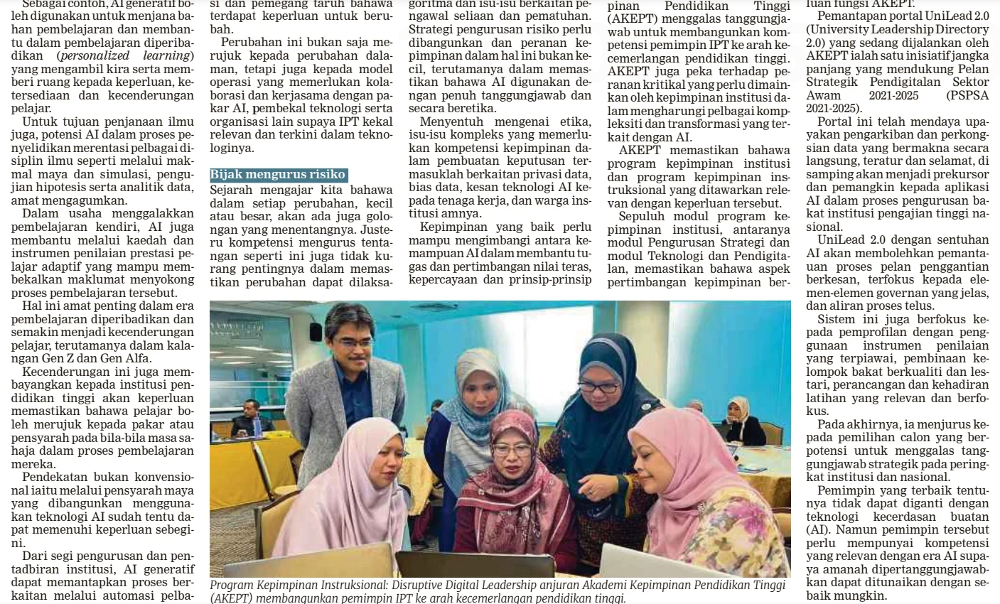 Sebagai contoh, AI generatif bo-
leh digunakan untuk menjana ba-
han pembelajaran dan memban-
tu dalam pembelajaran diperiba-
dikan (personalized learning)
yang mengambil kira serta mem-
beri ruang kepada keperluan, ke-
tersediaan dan kecenderungan
pelajar.
Untuk tujuan penjanaan ilmu
juga, potensi AI dalam proses pe-
nyelidikan merentasi pelbagai di-
siplin ilmu seperti melalui mak-
mal maya dan simulasi, pengu-
jian hipotesis serta analitik data,
amat mengagumkan.
Dalam usaha menggalakkan
pembelajaran kendiri, AI juga
membantu melalui kaedah dan
instrumen penilaian prestasi pe-
lajar adaptif yang mampu mem-
bekalkan maklumat menyokong
proses pembelajaran tersebut.
Hal ini amat penting dalam era
pembelajaran diperibadikan dan
semakin menjadi kecenderungan
pelajar, terutamanya dalam kala-
ngan Gen Z dan Gen Alfa.
Kecenderungan ini juga mem-
bayangkan kepada institusi pen-
didikan tinggi akan keperluan
memastikan bahawa pelajar bo-
leh merujuk kepada pakar atau
pensyarah pada bila-bila masa sa-
haja dalam proses pembelajaran
mereka.
Pendekatan bukan konvensio-
nal iaitu melalui pensyarah maya
yang dibangunkan mengguna-
kan teknologi AI sudah tentu da-
pat memenuhi keperluan sebegi-
ni.
Dari segi pengurusan dan pen-
tadbiran institusi, AI generatif
dapat memantapkan proses ber-
kaitan melalui automasi pelba-
si dan pemegang taruh bahawa
terdapat keperluan untuk beru-
bah.
Perubahan ini bukan saja me-
rujuk kepada perubahan dala-
man, tetapi juga kepada model
operasi yang memerlukan kola-
borasi dan kerjasama dengan pa-
kar AI, pembekal teknologi serta
organisasi lain supaya IPT kekal
relevan dan terkini dalam tekno-
loginya.
Bijak mengurus risiko
Sejarah mengajar kita bahawa
dalam setiap perubahan, kecil
atau besar, akan ada juga golo-
ngan yang menentangnya. Juste-
ru kompetensi mengurus tenta-
ngan seperti ini juga tidak ku-
rang pentingnya dalam memas-
tikan perubahan dapat dilaksa-
goritma dan isu-isu berkaitan pe-
ngawal seliaan dan pematuhan.
Strategi pengurusan risiko perlu
dibangunkan dan peranan ke-
pimpinan dalam hal ini bukan ke-
cil, terutamanya dalam memas-
tikan bahawa AI digunakan de-
ngan penuh tanggungjawab dan
secara beretika.
Menyentuh mengenai etika,
isu-isu kompleks yang memerlu-
kan kompetensi kepimpinan da-
lam pembuatan keputusan ter-
masuklah berkaitan privasi data,
bias data, kesan teknologi AI ke-
pada tenaga kerja, dan warga ins-
titusi amnya.
Kepimpinan yang baik perlu
mampu mengimbangi antara ke-
mampuan AI dalam membantu tu-
gas dan pertimbangan nilai teras,
kepercayaan dan prinsip-prinsip
pinan Pendidikan Tinggi
(AKEPT) menggalas tanggungja-
wab untuk membangunkan kom-
petensi pemimpin IPT ke arah ke-
cemerlangan pendidikan tinggi.
AKEPT juga peka terhadap pe-
ranan kritikal yang perlu dimain-
kan oleh kepimpinan institusi da-
lam mengharungi pelbagai komp-
leksiti dan transformasi yang ter-
kait dengan AI.
AKEPT memastikan bahawa
program kepimpinan institusi
dan program kepimpinan ins-
truksional yang ditawarkan rele-
van dengan keperluan tersebut.
Sepuluh modul program ke-
pimpinan institusi, antaranya
modul Pengurusan Strategi dan
modul Teknologi dan Pendigita-
lan, memastikan bahawa aspek
pertimbangan kepimpinan ber-
luan fungsi AKEPT.
Pemantapan portal UniLead 2.0
(University Leadership Directory
2.0) yang sedang dijalankan oleh
AKEPT ialah satu inisiatif jangka
panjang yang mendukung Pelan
Strategik Pendigitalan Sektor
Awam 2021-2025 (PSPSA
2021-2025).
Portal ini telah mendaya upa-
yakan pengarkiban dan perkong-
sian data yang bermakna secara
langsung, teratur dan selamat, di
samping akan menjadi prekursor
dan pemangkin kepada aplikasi
AI dalam proses pengurusan ba-
kat institusi pengajian tinggi na-
sional.
UniLead 2.0 dengan sentuhan
AI akan membolehkan pemanta-
uan proses pelan penggantian
berkesan, terfokus kepada ele-
men-elemen governan yang jelas,
dan aliran proses telus.
Sistem ini juga berfokus ke-
pada pemprofilan dengan peng-
gunaan instrumen penilaian
yang terpiawai, pembinaan ke-
lompok bakat berkualiti dan les-
tari, perancangan dan kehadiran
latihan yang relevan dan berfo-
kus.
Pada akhirnya, ia menjurus ke-
pada pemilihan calon yang ber-
potensi untuk menggalas tang-
gungjawab strategik pada pering-
kat institusi dan nasional.
Pemimpin yang terbaik tentu-
nya tidak dapat diganti dengan
teknologi kecerdasan buatan
(AI). Namun pemimpin tersebut
perlu mempunyai kompetensi
yang relevan dengan era AI supa-
ya amanah dipertanggungjawab-
kan dapat ditunaikan dengan se-
baik mungkin.
Program Kepimpinan Instruksional: Disruptive Digital Leadership anjuran Akademi Kepimpinan Pendidikan Tinggi
(AKEPT) membangunkan pemimpin IPT ke arah kecemerlangan pendidikan tinggi.